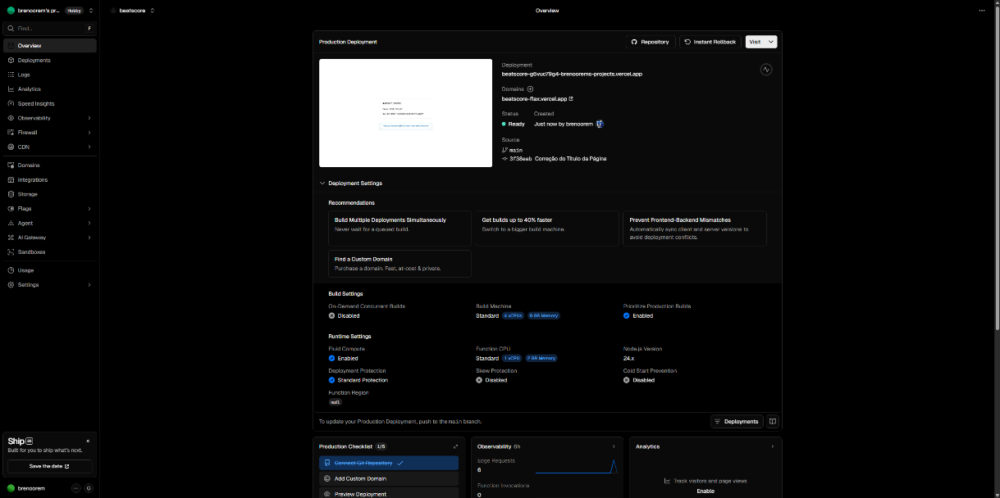 brenoorem's pr... Hobby
beatscore
Overview
Find...
F
Overview
Deployments
Logs
Analytics
Speed Insights
Observability
Firewall
CDN
Domains
Integrations
Storage
Flags
Agent
AI Gateway
Sandboxes
Usage
Settings
Ship 26
Built for you to ship what's next.
Save the date
brenoorem
Production Deployment
Repository
Instant Rollback
Visit
Deployment
beatscore-g5vuc79g4-brenoorems-projects.vercel.app
Domains
beatscore-flax.vercel.app
Status
Created
Ready
Just now by brenoorem
Source
main
3f38eab Correção do Título da Página
Deployment Settings
Recommendations
Build Multiple Deployments Simultaneously
Never wait for a queued build.
Get builds up to 40% faster
Switch to a bigger build machine.
Prevent Frontend-Backend Mismatches
Automatically sync client and server versions to
avoid deployment conflicts.
Find a Custom Domain
Purchase a domain. Fast, at-cost & private.
Build Settings
On-Demand Concurrent Builds
Disabled
Build Machine
Standard 4 vCPUs 8 GB Memory
Prioritize Production Builds
Enabled
Runtime Settings
Fluid Compute
Enabled
Function CPU
Standard 1 vCPU 2 GB Memory
Node.js Version
24.x
Deployment Protection
Standard Protection
Skew Protection
Disabled
Cold Start Prevention
Disabled
Function Region
iad1
To update your Production Deployment, push to the main branch.
Deployments
Production Checklist 1/5
Connect Git Repository
Add Custom Domain
Preview Deployment
Observability 6h
Edge Requests
6
Function Invocations
0
Analytics
Track visitors and page views
Enable